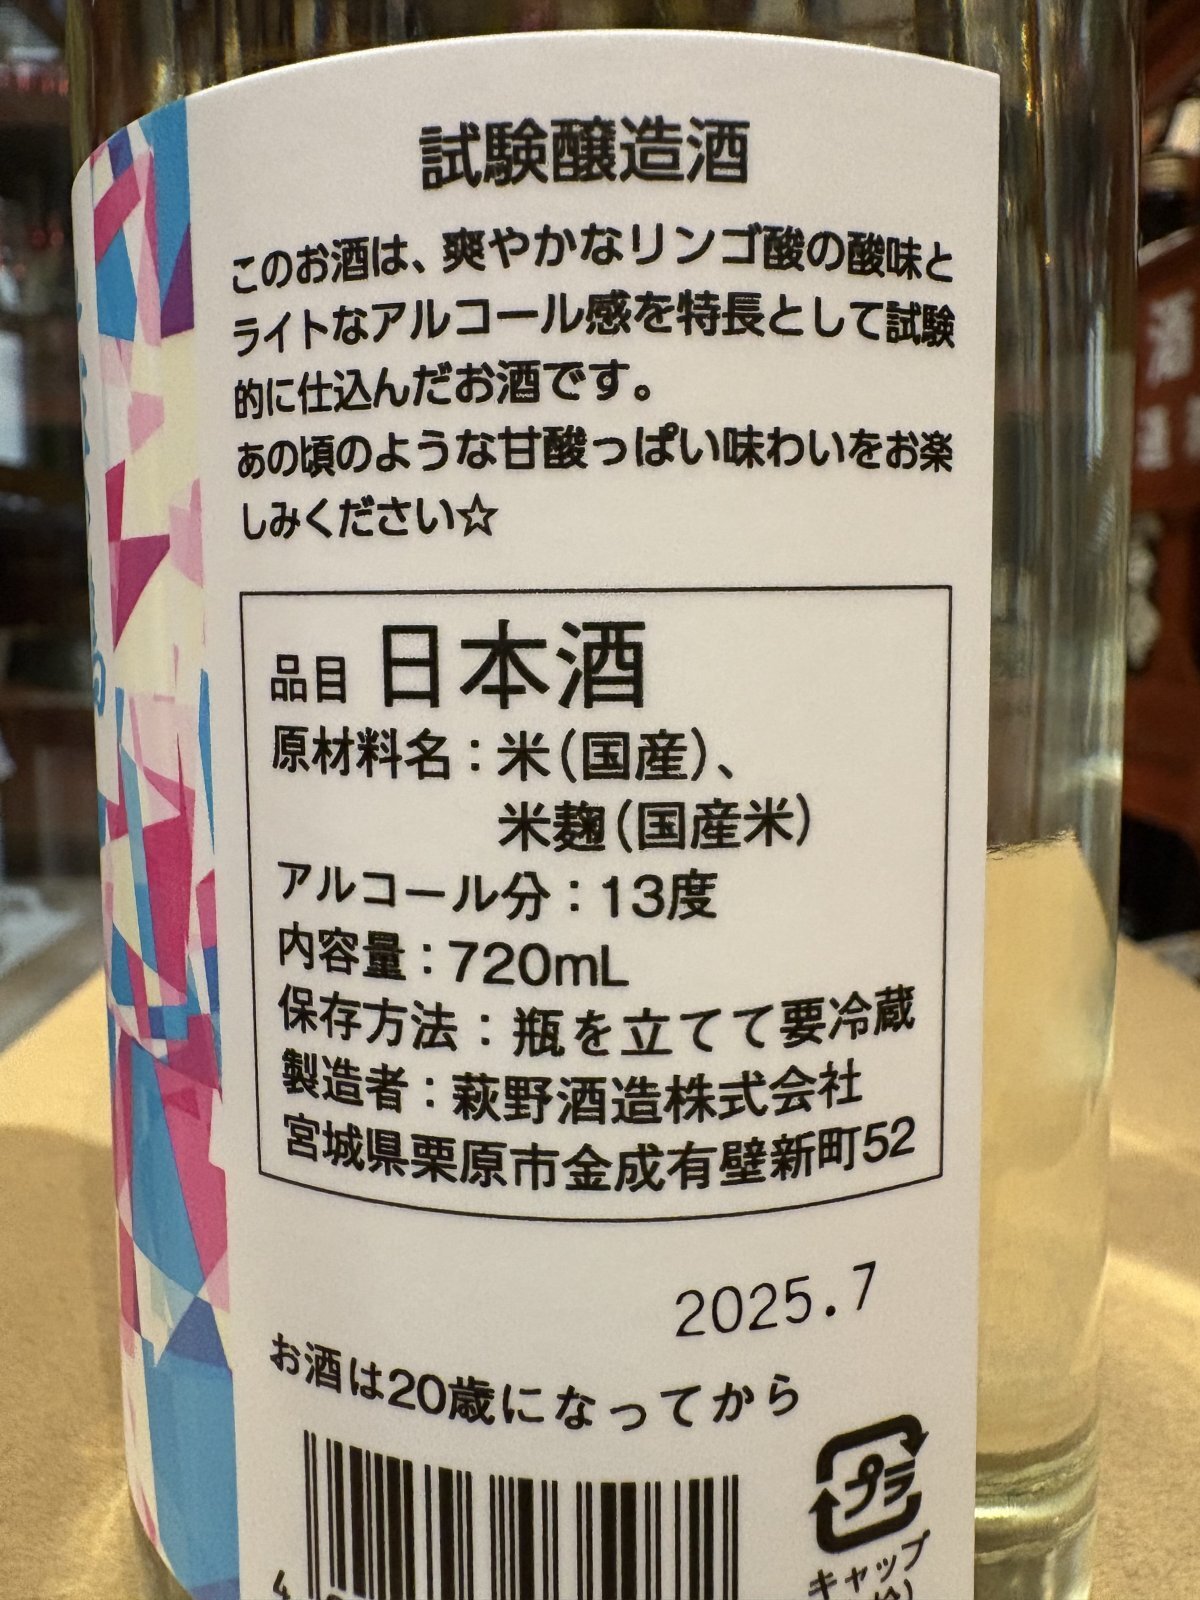 試験醸造酒
このお酒は、爽やかなリンゴ酸の酸味と
ライトなアルコール感を特長として試験
的に仕込んだお酒です。
あの頃のような甘酸っぱい味わいをお楽
しみください☆
品目 日本酒
原材料名：米(国産)、
米麹(国産米)
アルコール分：13度
内容量：720mL
保存方法：瓶を立てて要冷蔵
製造者：萩野酒造株式会社
宮城県栗原市金成有壁新町52
2025.7
お酒は20歳になってから
プラ
キャップ
4